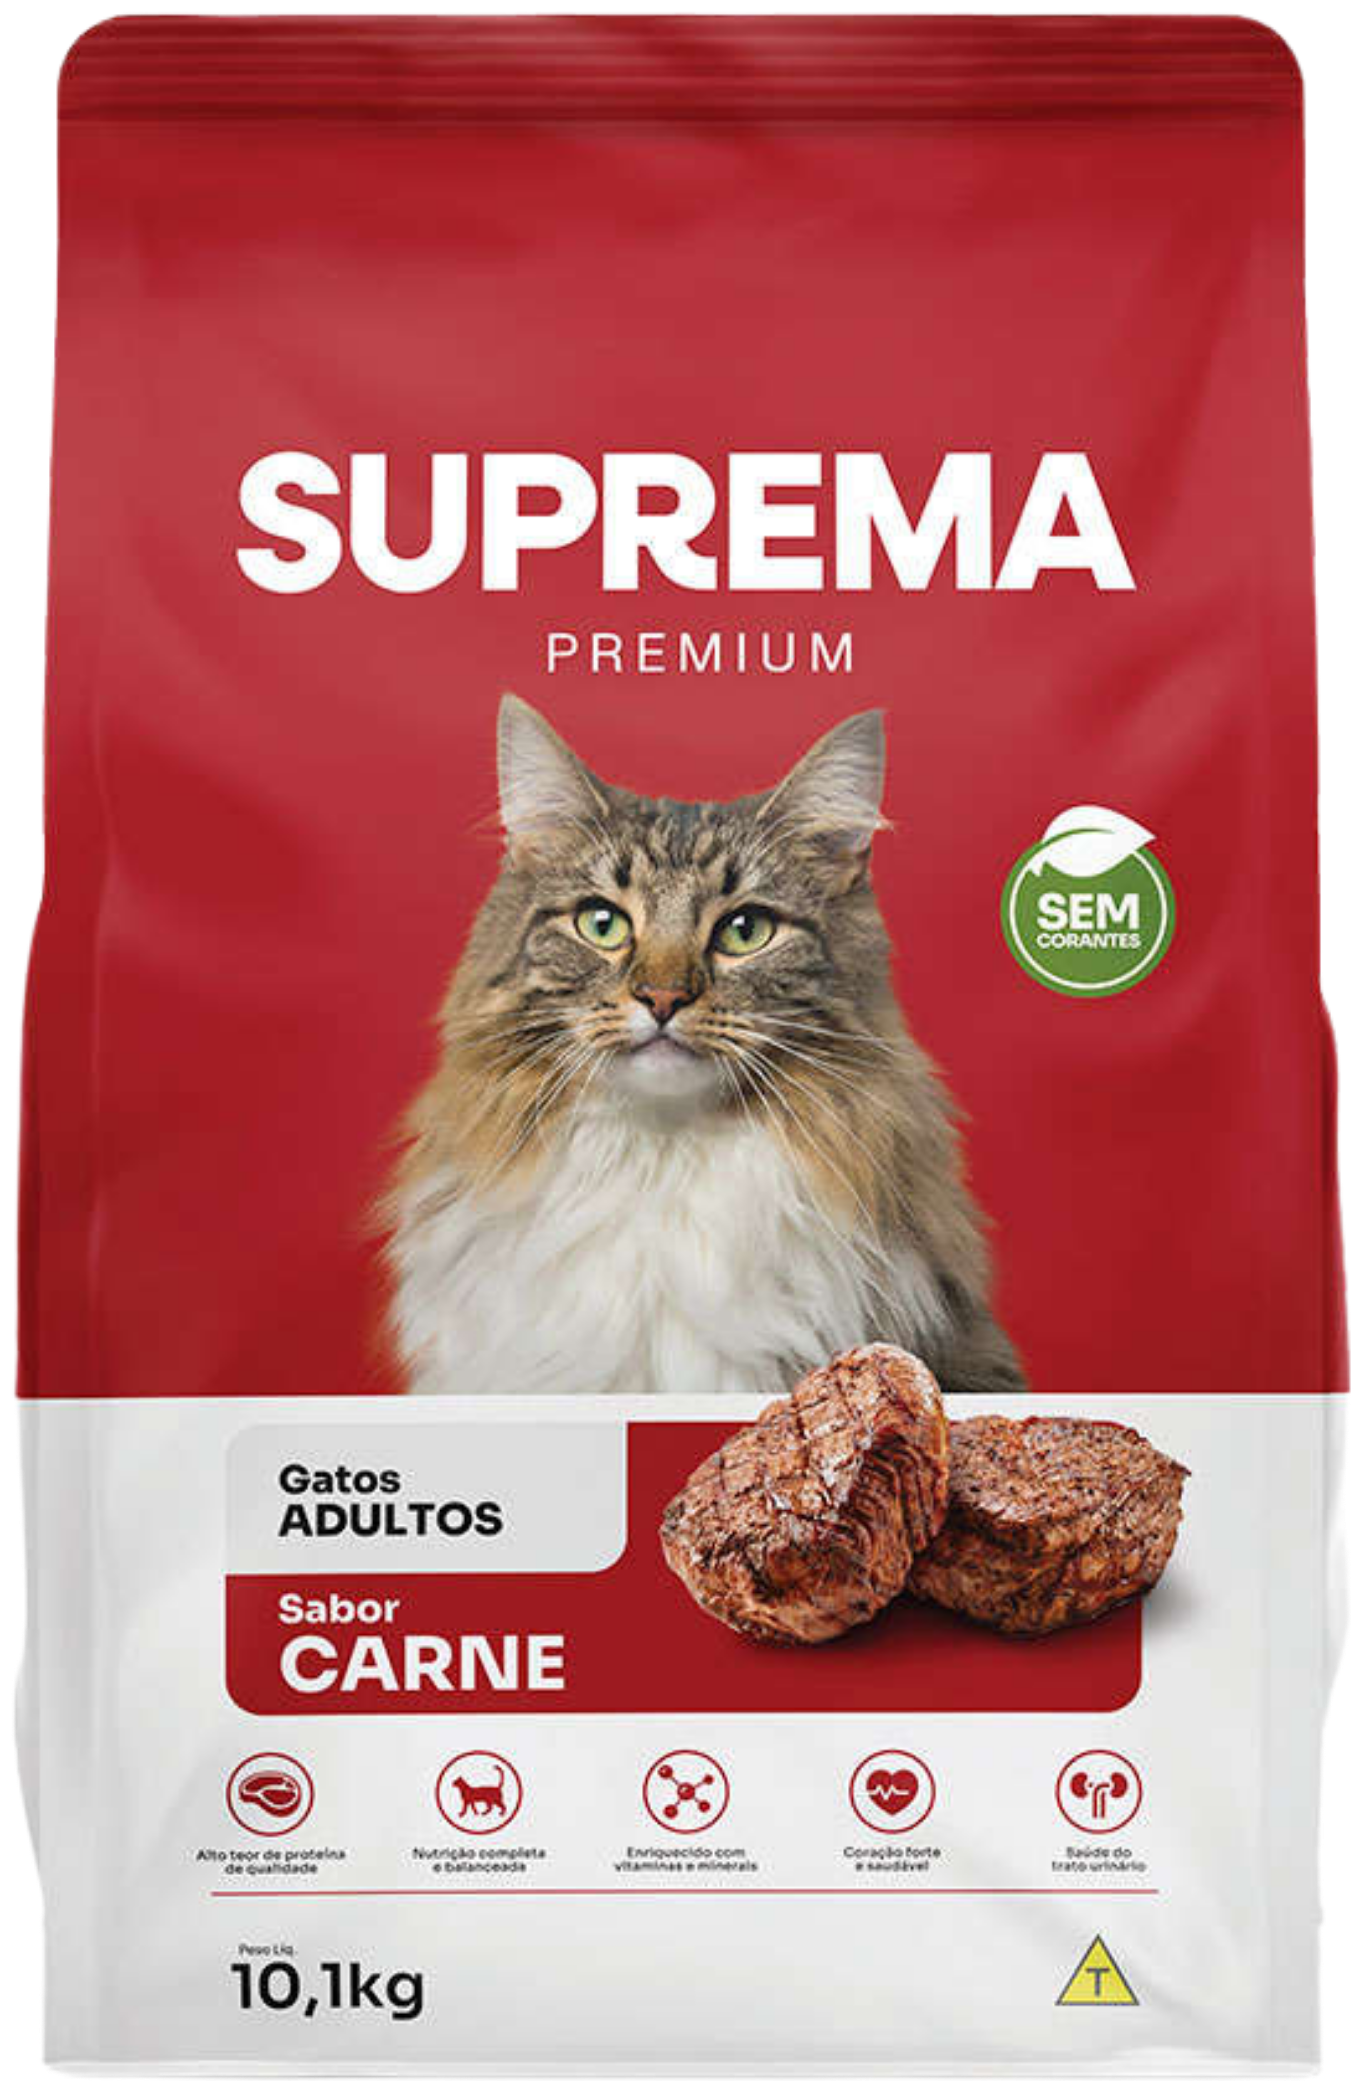 SUPREMA
PREMIUM
SEM
CORANTES
Gatos
ADULTOS
Sabor
CARNE
Alto teor de proteína
de qualidade
Nutrição completa
e balanceada
Enriquecido com
vitaminas e minerais
Coração forte
e saudável
Saúde do
trato urinário
Peso Líq.
10,1kg
T